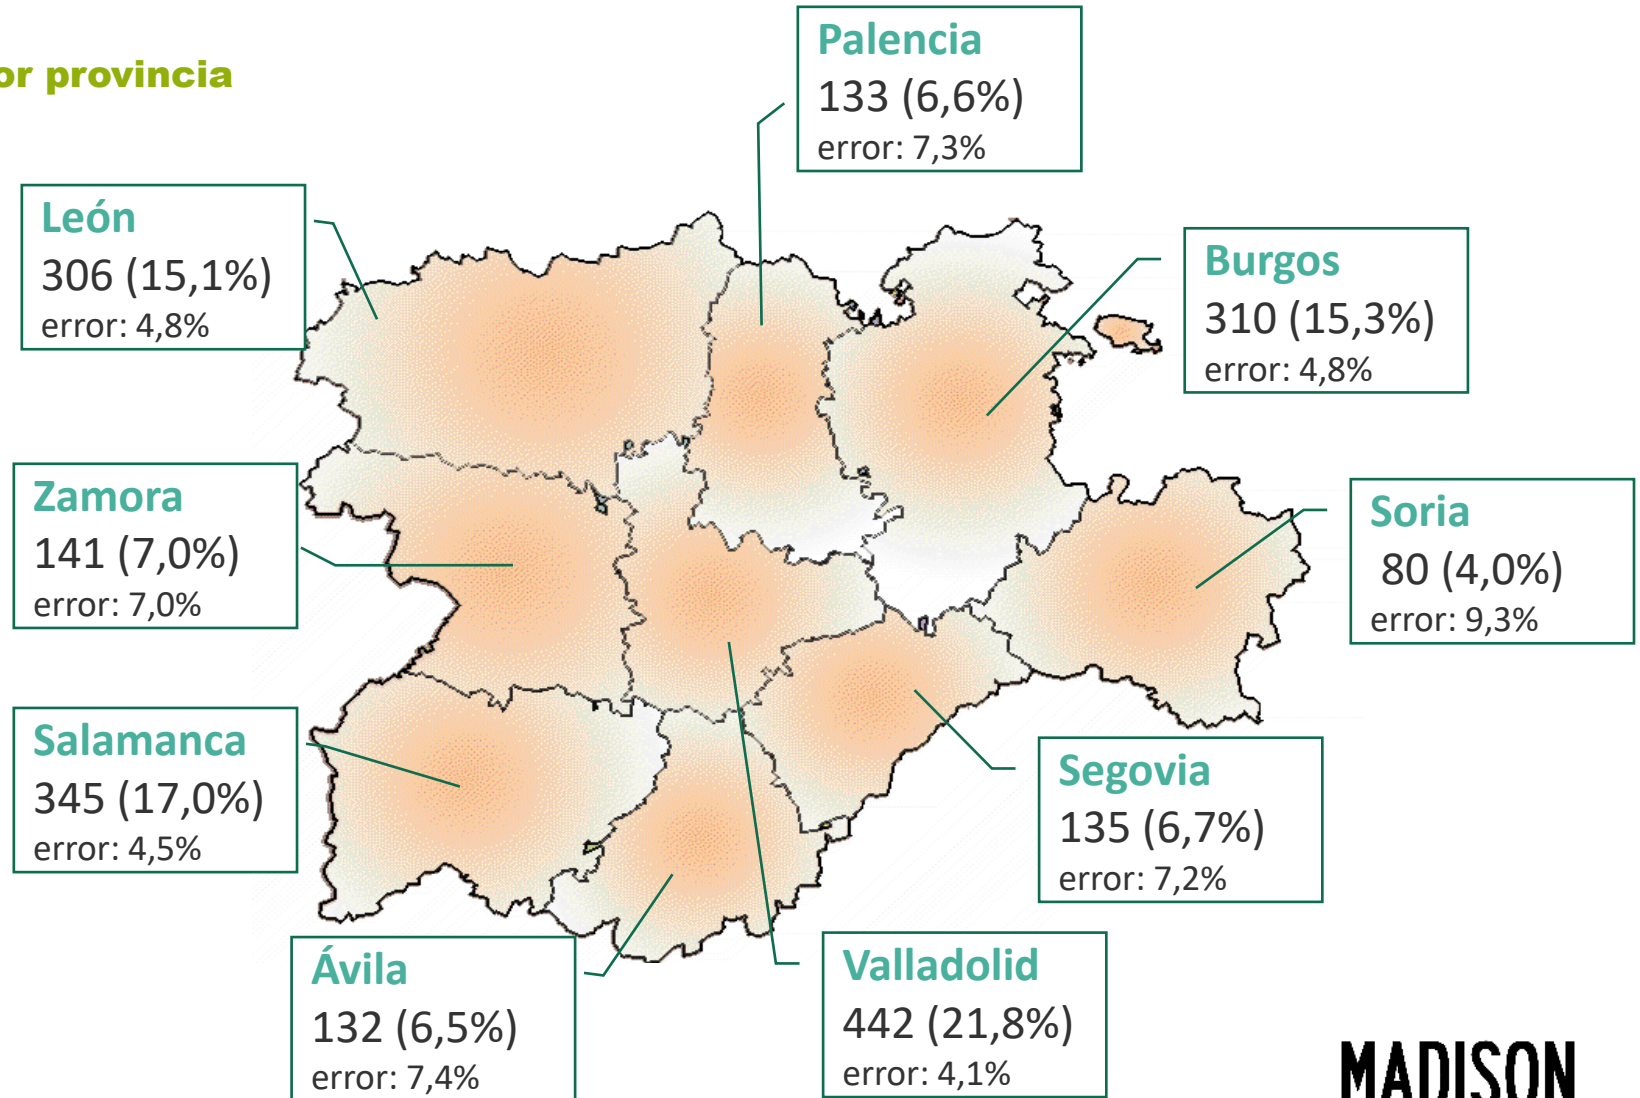 or provincia
Palencia
133 (6,6%)
error: 7,3%
León
306 (15,1%)
error: 4,8%
Burgos
310 (15,3%)
error: 4,8%
Zamora
141 (7,0%)
error: 7,0%
Soria
80 (4,0%)
error: 9,3%
Salamanca
345 (17,0%)
error: 4,5%
Segovia
135 (6,7%)
error: 7,2%
Ávila
132 (6,5%)
error: 7,4%
Valladolid
442 (21,8%)
error: 4,1%
MADISON